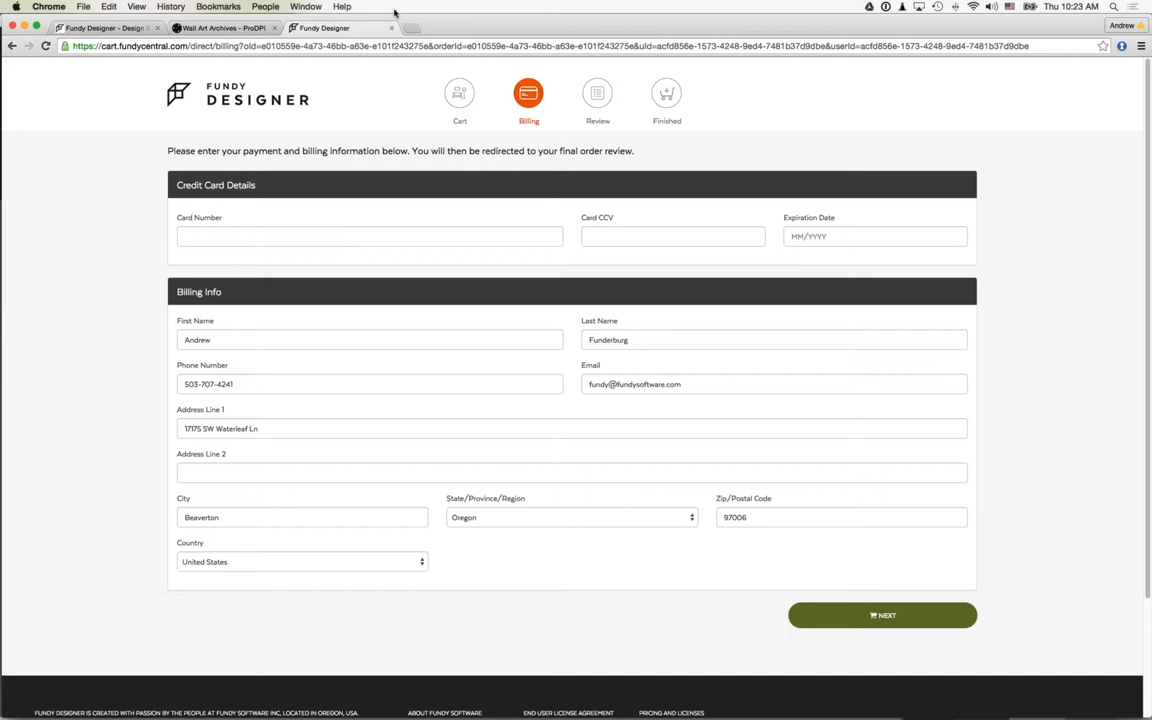 Chrome File Edit View History Bookmarks People Window Help Thu 10:23 AM
Fundy Designer - Design S Wall Art Archives - ProDPI Fundy Designer Andrew
https://cart.fundycentral.com/direct/billing?oId=e010559e-4a73-46bb-a63e-e101f243275e&orderId=e010559e-4a73-46bb-a63e-e101f243275e&uId=acfd856e-1573-4248-9ed4-7481b37d9dbe&userId=acfd856e-1573-4248-9ed4-7481b37d9dbe
FUNDY
DESIGNER
Cart Billing Review Finished
Please enter your payment and billing information below. You will then be redirected to your final order review.
Credit Card Details
Card Number Card CCV Expiration Date
MM/YYYY
Billing Info
First Name Last Name
Andrew Funderburg
Phone Number Email
503-707-4241 fundy@fundysoftware.com
Address Line 1
17175 SW Waterleaf Ln
Address Line 2
City State/Province/Region Zip/Postal Code
Beaverton Oregon 97006
Country
United States
NEXT
FUNDY DESIGNER IS CREATED WITH PASSION BY THE PEOPLE AT FUNDY SOFTWARE INC, LOCATED IN OREGON, USA. ABOUT FUNDY SOFTWARE END USER LICENSE AGREEMENT PRICING AND LICENSES